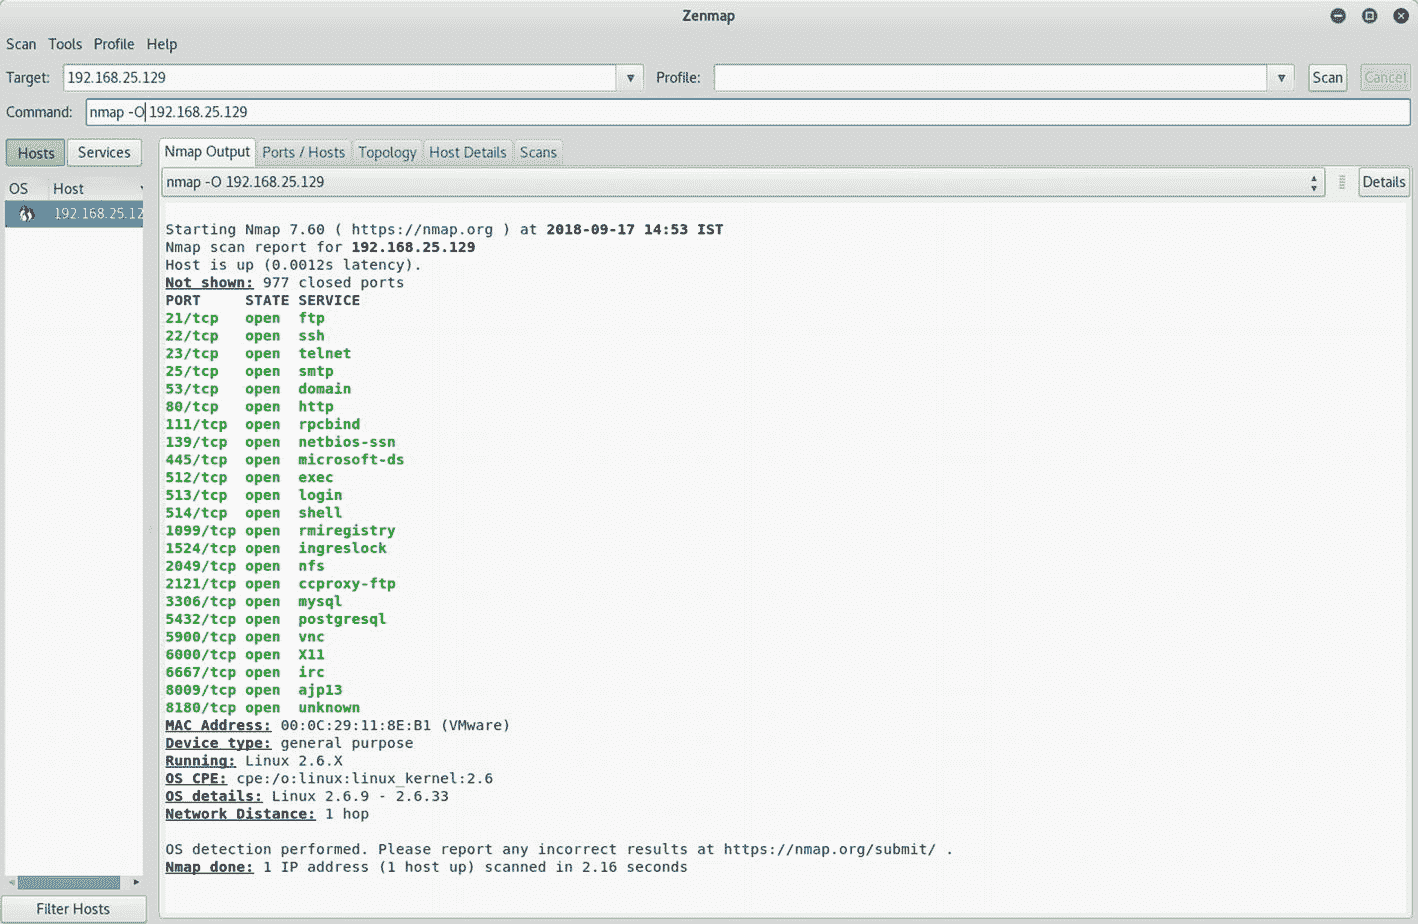 Zenmap
Scan Tools Profile Help
Target: 192.168.25.129 Profile: Scan Cancel
Command: nmap -O 192.168.25.129
Hosts Services
Nmap Output Ports / Hosts Topology Host Details Scans
OS Host
nmap -O 192.168.25.129 Details
192.168.25.12
Starting Nmap 7.60 ( https://nmap.org ) at 2018-09-17 14:53 IST
Nmap scan report for 192.168.25.129
Host is up (0.0012s latency).
Not shown: 977 closed ports
PORT STATE SERVICE
21/tcp open ftp
22/tcp open ssh
23/tcp open telnet
25/tcp open smtp
53/tcp open domain
80/tcp open http
111/tcp open rpcbind
139/tcp open netbios-ssn
445/tcp open microsoft-ds
512/tcp open exec
513/tcp open login
514/tcp open shell
1099/tcp open rmiregistry
1524/tcp open ingreslock
2049/tcp open nfs
2121/tcp open ccproxy-ftp
3306/tcp open mysql
5432/tcp open postgresql
5900/tcp open vnc
6000/tcp open X11
6667/tcp open irc
8009/tcp open ajp13
8180/tcp open unknown
MAC Address: 00:0C:29:11:8E:B1 (VMware)
Device type: general purpose
Running: Linux 2.6.X
OS CPE: cpe:/o:linux:linux_kernel:2.6
OS details: Linux 2.6.9 - 2.6.33
Network Distance: 1 hop
OS detection performed. Please report any incorrect results at https://nmap.org/submit/ .
Nmap done: 1 IP address (1 host up) scanned in 2.16 seconds
Filter Hosts